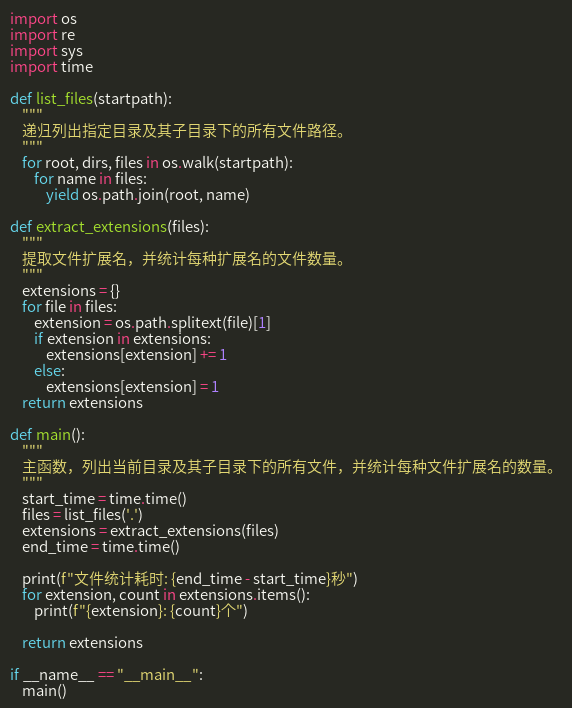 import os
import re
import sys
import time

def list_files(startpath):
    """
    递归列出指定目录及其子目录下的所有文件路径。
    """
    for root, dirs, files in os.walk(startpath):
        for name in files:
            yield os.path.join(root, name)

def extract_extensions(files):
    """
    提取文件扩展名，并统计每种扩展名的文件数量。
    """
    extensions = {}
    for file in files:
        extension = os.path.splitext(file)[1]
        if extension in extensions:
            extensions[extension] += 1
        else:
            extensions[extension] = 1
    return extensions

def main():
    """
    主函数，列出当前目录及其子目录下的所有文件，并统计每种文件扩展名的数量。
    """
    start_time = time.time()
    files = list_files('.')
    extensions = extract_extensions(files)
    end_time = time.time()

    print(f"文件统计耗时: {end_time - start_time}秒")
    for extension, count in extensions.items():
        print(f"{extension}: {count}个")

    return extensions

if __name__ == "__main__":
    main()